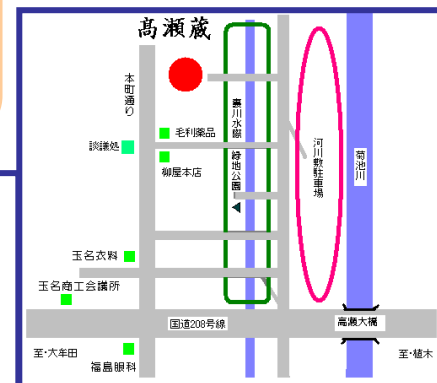 高瀬蔵
本町通り
毛利薬品
談議処
柳屋本店
裏川水際緑地公園
河川敷駐車場
菊池川
玉名衣料
玉名商工会議所
国道208号線
高瀬大橋
至・大牟田
福島眼科
至・植木